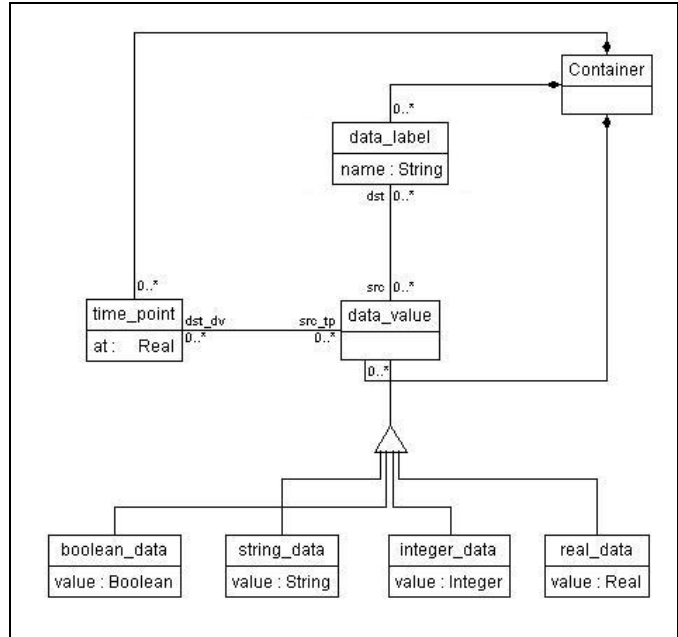 Container
0..*
data_label
name : String
dst 0..*
src 0..*
0..*
time_point
at : Real
dst_dv
0..*
src_tp
0..*
data_value
0..*
boolean_data
value : Boolean
string_data
value : String
integer_data
value : Integer
real_data
value : Real